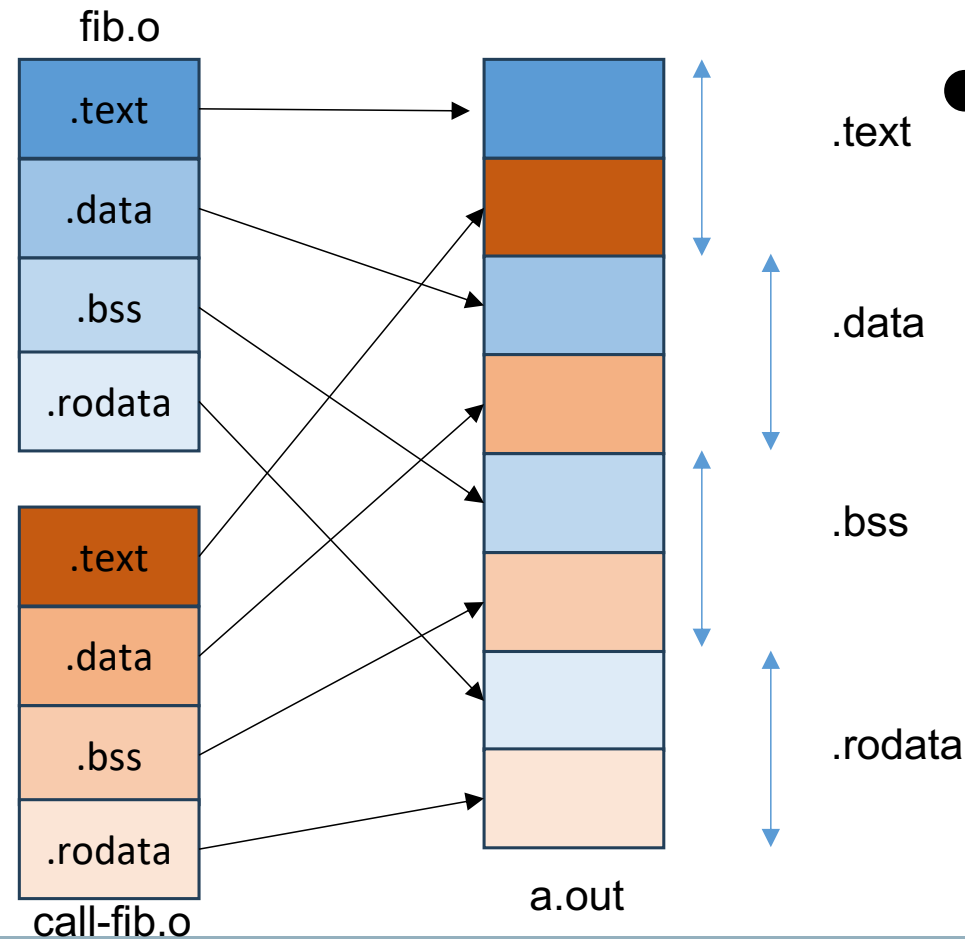 fib.o
.text
.data
.bss
.rodata
.text
.data
.bss
.rodata
call-fib.o
a.out
.text
.data
.bss
.rodata